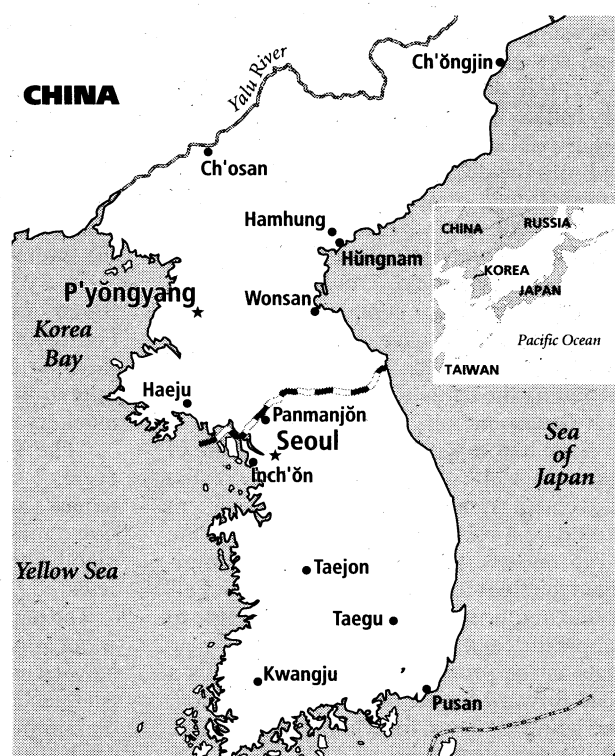 Ch'ŏngjin
CHINA
Yalu River
Ch'osan
Hamhung
Hŭngnam
CHINA
RUSSIA
KOREA
JAPAN
Pacific Ocean
TAIWAN
P'yŏngyang
Wonsan
Korea
Bay
Haeju
Panmanjŏn
Seoul
Inch'ŏn
Sea
of
Japan
Yellow Sea
Taejon
Taegu
Kwangju
Pusan